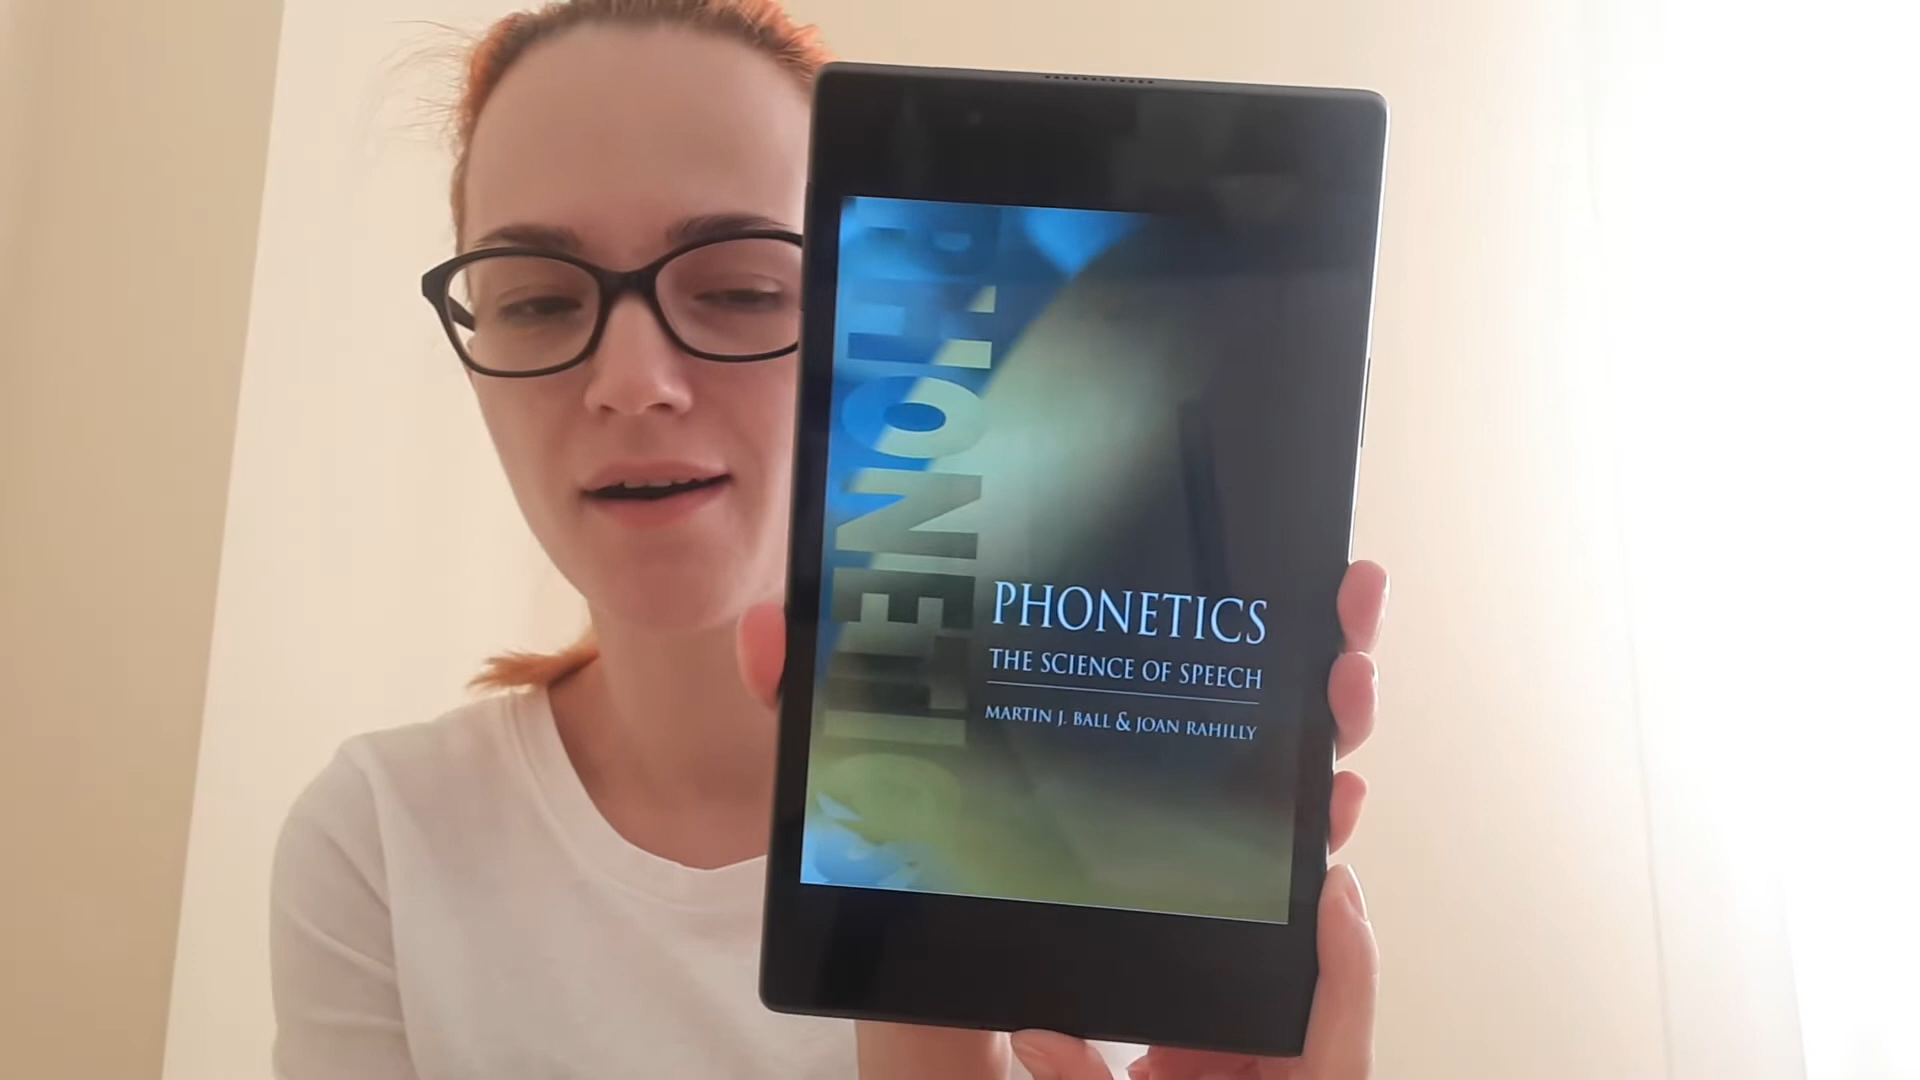 PHONETICS
PHONETICS
THE SCIENCE OF SPEECH
MARTIN J. BALL & JOAN RAHILLY